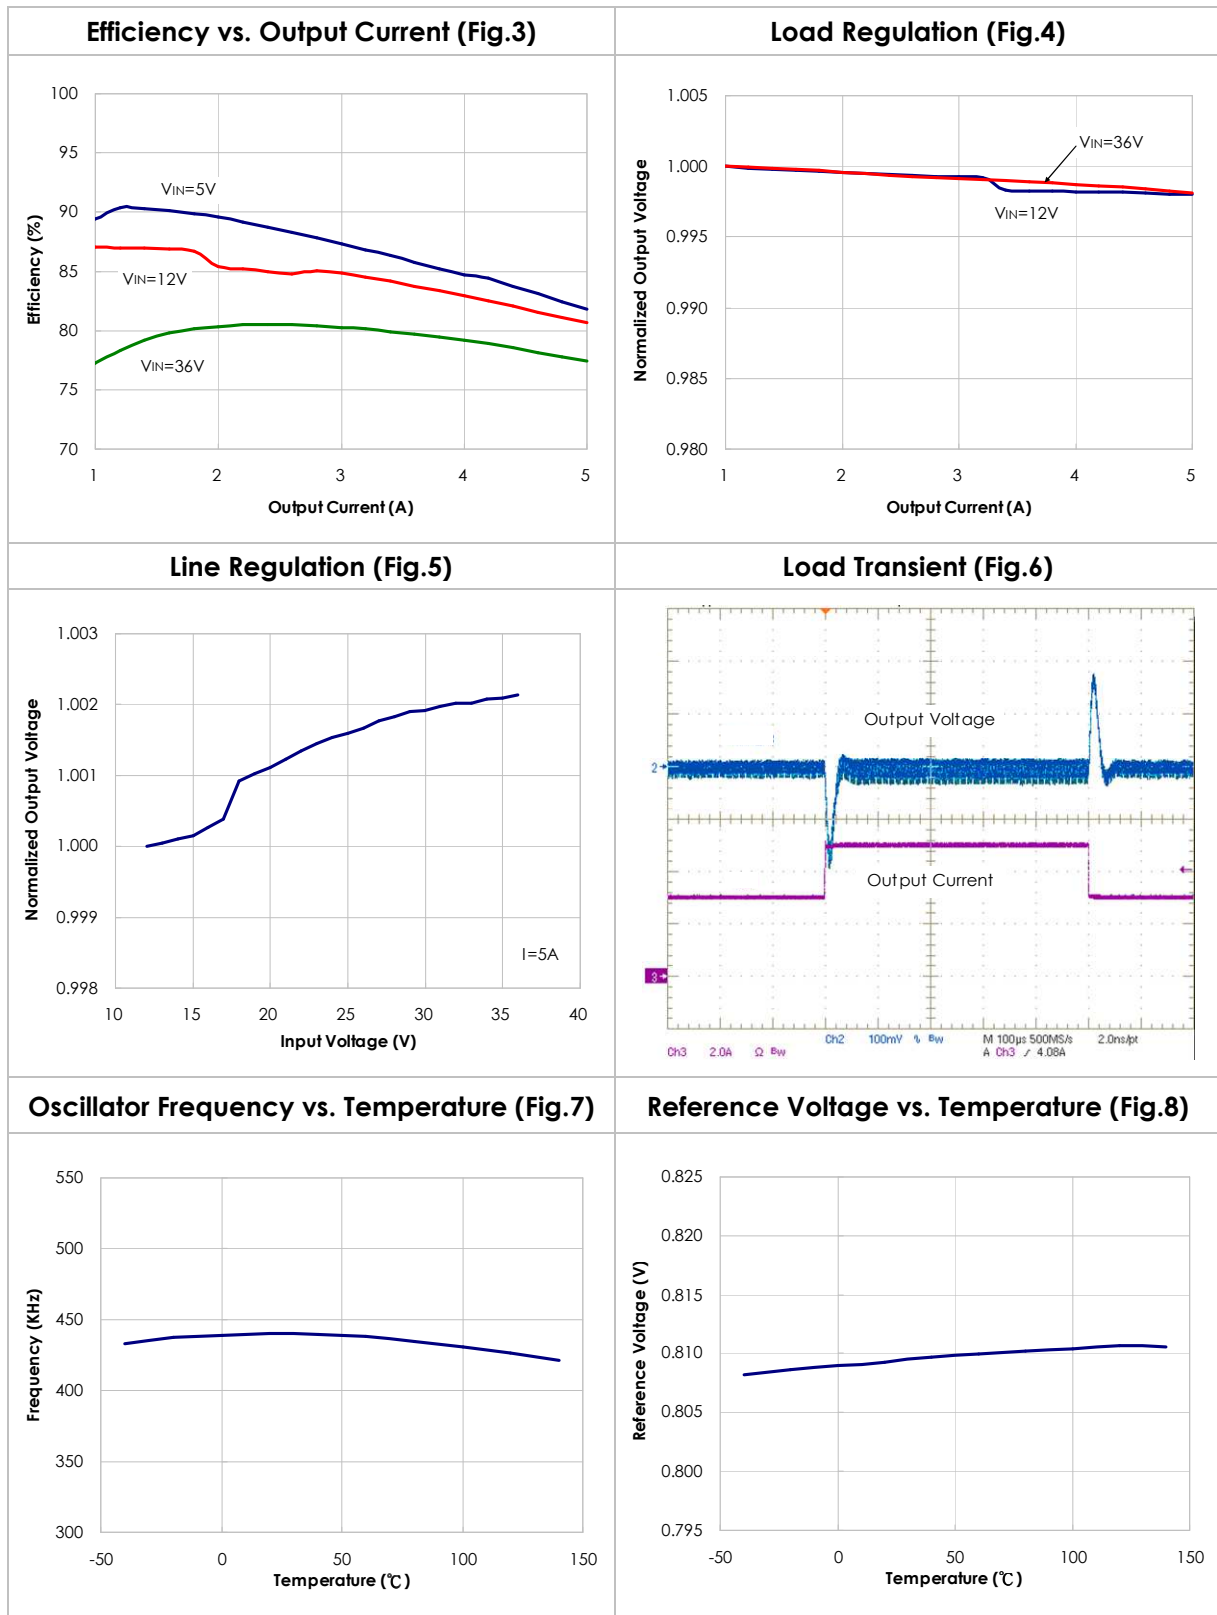 Efficiency vs. Output Current (Fig.3)
100
95
90
85
80
75
70
Efficiency (%)
VIN=5V
VIN=12V
VIN=36V
1 2 3 4 5
Output Current (A)
Load Regulation (Fig.4)
1.005
1.000
0.995
0.990
0.985
0.980
Normalized Output Voltage
VIN=36V
VIN=12V
1 2 3 4 5
Output Current (A)
Line Regulation (Fig.5)
1.003
1.002
1.001
1.000
0.999
0.998
Normalized Output Voltage
I=5A
10 15 20 25 30 35 40
Input Voltage (V)
Load Transient (Fig.6)
Output Voltage
2
Output Current
3
Ch2 100mV ∿ Bw M 100µs 500MS/s 2.0ns/pt
Ch3 2.0A Ω Bw A Ch3 / 4.08A
Oscillator Frequency vs. Temperature (Fig.7)
550
500
450
400
350
300
Frequency (KHz)
-50 0 50 100 150
Temperature (℃)
Reference Voltage vs. Temperature (Fig.8)
0.825
0.820
0.815
0.810
0.805
0.800
0.795
Reference Voltage (V)
-50 0 50 100 150
Temperature (℃)